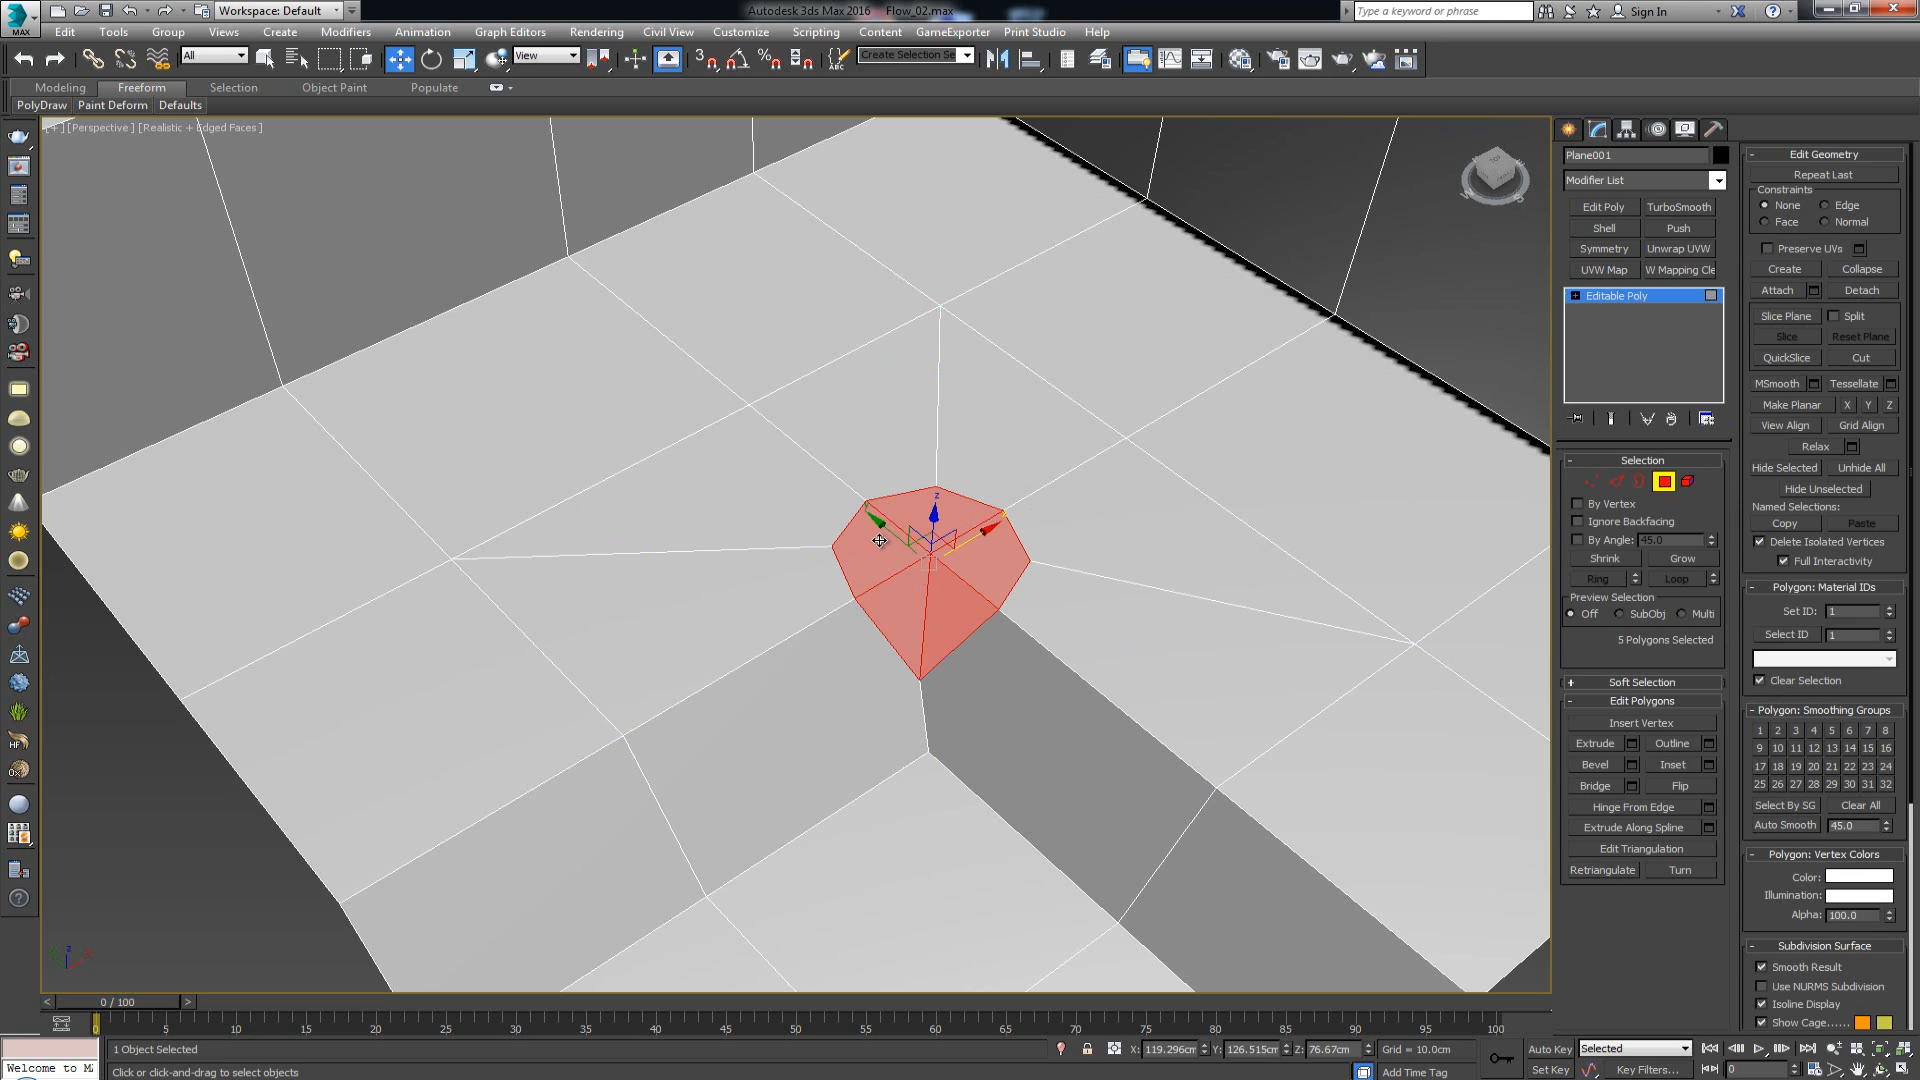 Workspace: Default
Autodesk 3ds Max 2016 Flow_02.max
Type a keyword or phrase
Sign In
MAX
Edit Tools Group Views Create Modifiers Animation Graph Editors Rendering Civil View Customize Scripting Content GameExporter Print Studio Help
All
View
3
Create Selection Se
Modeling Freeform Selection Object Paint Populate
PolyDraw Paint Deform Defaults
[+] [Perspective] [Realistic + Edged Faces]
Plane001
Modifier List
Edit Poly TurboSmooth
Shell Push
Symmetry Unwrap UVW
UVW Map W Mapping Cle
Editable Poly
- Selection
By Vertex
Ignore Backfacing
By Angle: 45.0
Shrink Grow
Ring Loop
Preview Selection
Off SubObj Multi
5 Polygons Selected
+ Soft Selection
- Edit Polygons
Insert Vertex
Extrude Outline
Bevel Inset
Bridge Flip
Hinge From Edge
Extrude Along Spline
Edit Triangulation
Retriangulate Turn
- Edit Geometry
Repeat Last
Constraints
None Edge
Face Normal
Preserve UVs
Create Collapse
Attach Detach
Slice Plane Split
Slice Reset Plane
QuickSlice Cut
MSmooth Tessellate
Make Planar X Y Z
View Align Grid Align
Relax
Hide Selected Unhide All
Hide Unselected
Named Selections:
Copy Paste
Delete Isolated Vertices
Full Interactivity
- Polygon: Material IDs
Set ID: 1
Select ID 1
Clear Selection
- Polygon: Smoothing Groups
1 2 3 4 5 6 7 8
9 10 11 12 13 14 15 16
17 18 19 20 21 22 23 24
25 26 27 28 29 30 31 32
Select By SG Clear All
Auto Smooth 45.0
- Polygon: Vertex Colors
Color:
Illumination:
Alpha: 100.0
- Subdivision Surface
Smooth Result
Use NURMS Subdivision
Isoline Display
Show Cage......
z
z
< 0 / 100 >
0 5 10 15 20 25 30 35 40 45 50 55 60 65 70 75 80 85 90 95 100
1 Object Selected
X: 119.296cm Y: 126.515cm Z: 76.67cm Grid = 10.0cm
Auto Key Selected
Welcome to M
Click or click-and-drag to select objects
Add Time Tag
Set Key Key Filters... 0